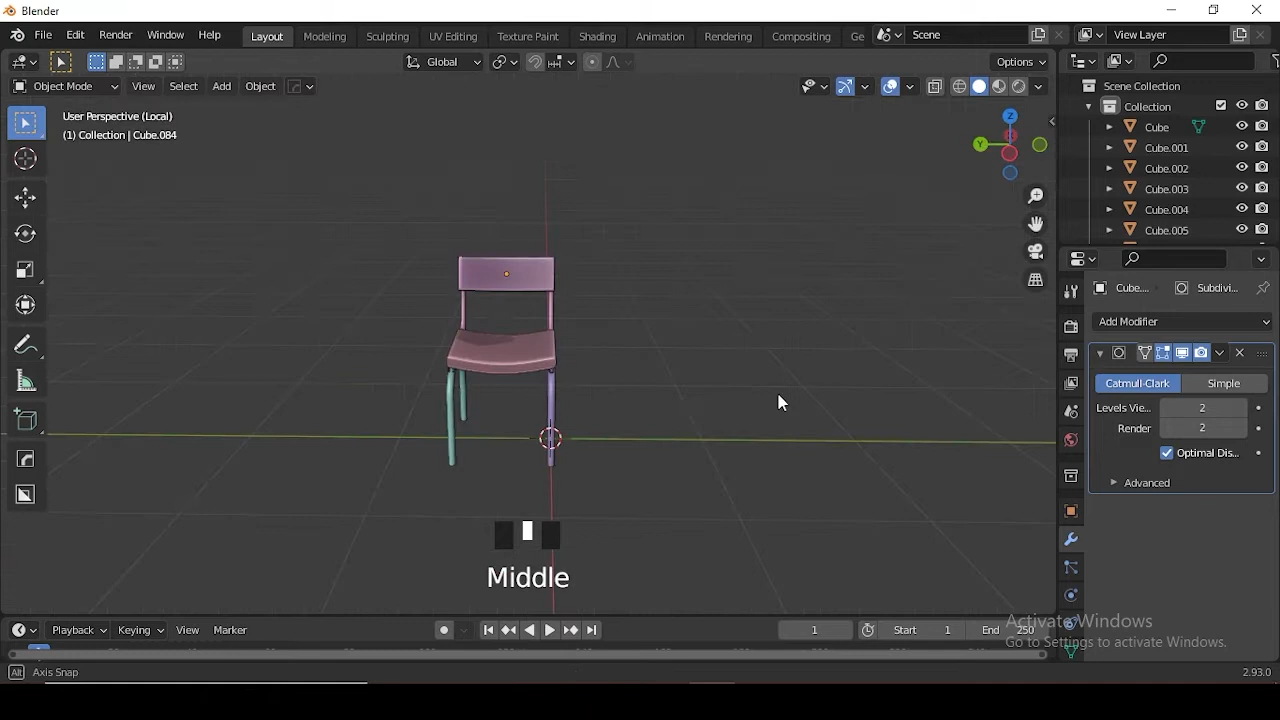 Blender
File Edit Render Window Help Layout Modeling Sculpting UV Editing Texture Paint Shading Animation Rendering Compositing Ge Scene View Layer
Global Options
Object Mode View Select Add Object
User Perspective (Local)
(1) Collection | Cube.084
Z
Y
Scene Collection
Collection
Cube
Cube.001
Cube.002
Cube.003
Cube.004
Cube.005
Cube.... Subdivi...
Add Modifier
Catmull-Clark Simple
Levels Vie... 2
Render 2
Optimal Dis...
Advanced
Middle
Playback Keying View Marker 1 Start 1 End 250
Activate Windows
Go to Settings to activate Windows.
Alt Axis Snap 2.93.0